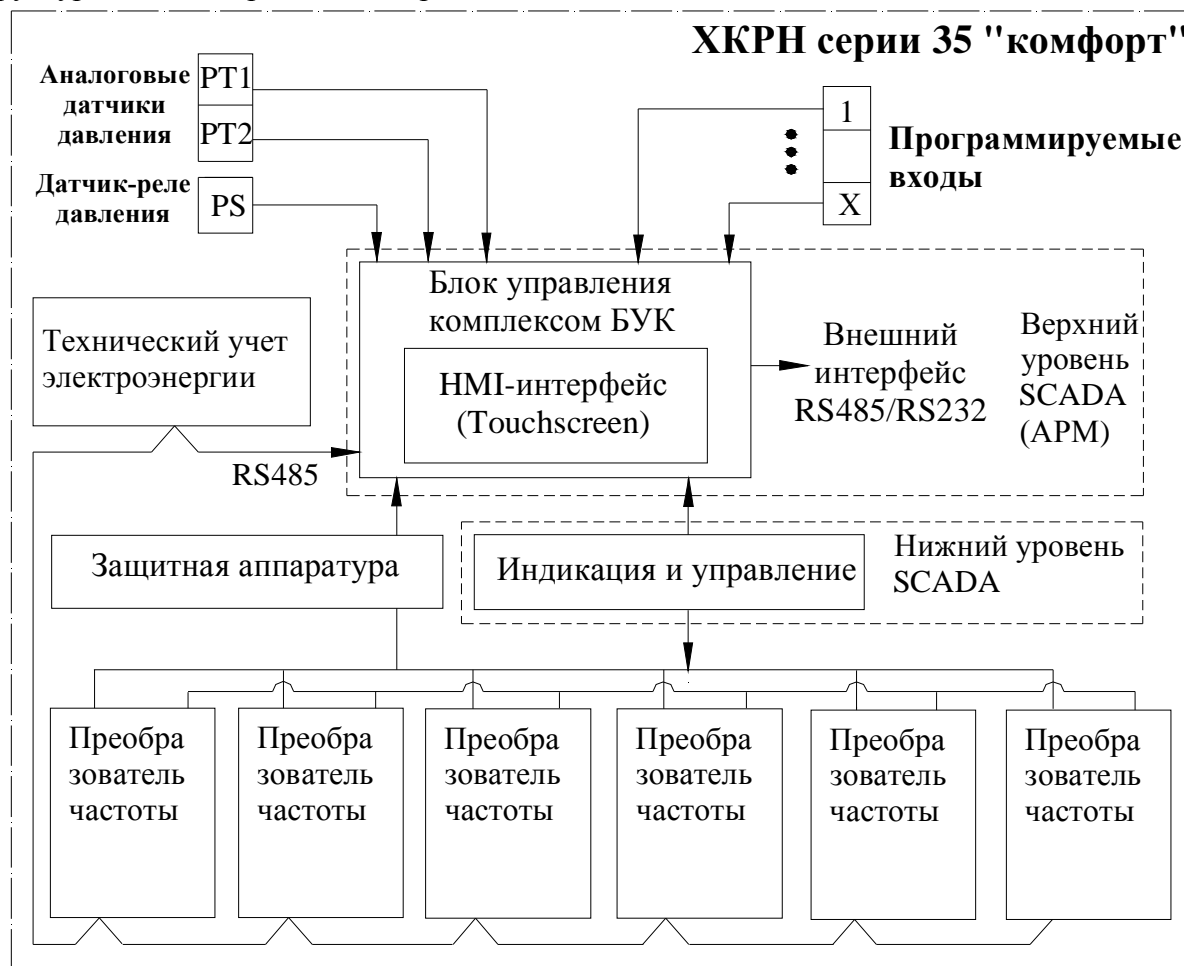 ХКРН серии 35 "комфорт"
Аналоговые
датчики
давления
PT1
PT2
Датчик-реле
давления
PS
1
X
Программируемые
входы
Блок управления
комплексом БУК
HMI-интерфейс
(Touchscreen)
Технический учет
электроэнергии
RS485
Внешний
интерфейс
RS485/RS232
Верхний
уровень
SCADA
(АРМ)
Защитная аппаратура
Индикация и управление
Нижний уровень
SCADA
Преобра
зователь
частоты
Преобра
зователь
частоты
Преобра
зователь
частоты
Преобра
зователь
частоты
Преобра
зователь
частоты
Преобра
зователь
частоты